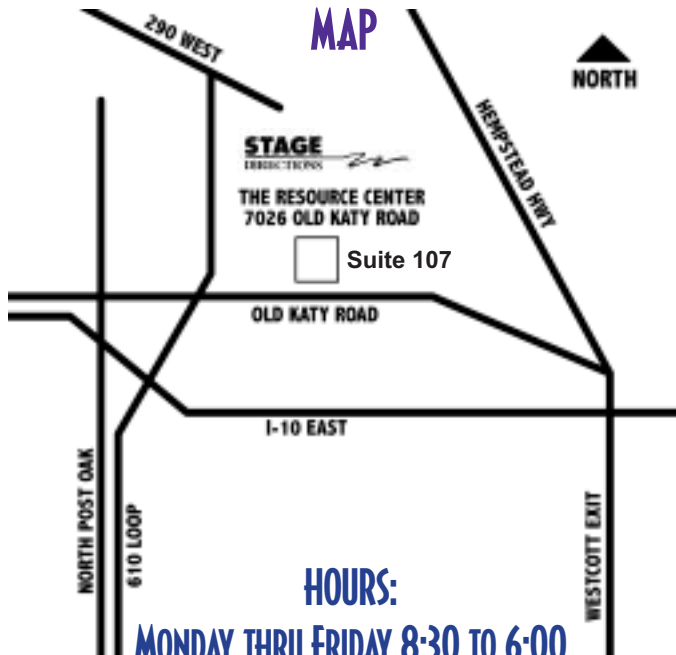 MAP
290 WEST
NORTH
HEMPSTEAD HWY
STAGE
DIRECTIONS
THE RESOURCE CENTER
7026 OLD KATY ROAD
Suite 107
OLD KATY ROAD
I-10 EAST
NORTH POST OAK
610 LOOP
WESTCOTT EXIT
HOURS:
MONDAY THRU FRIDAY 8:30 TO 6:00